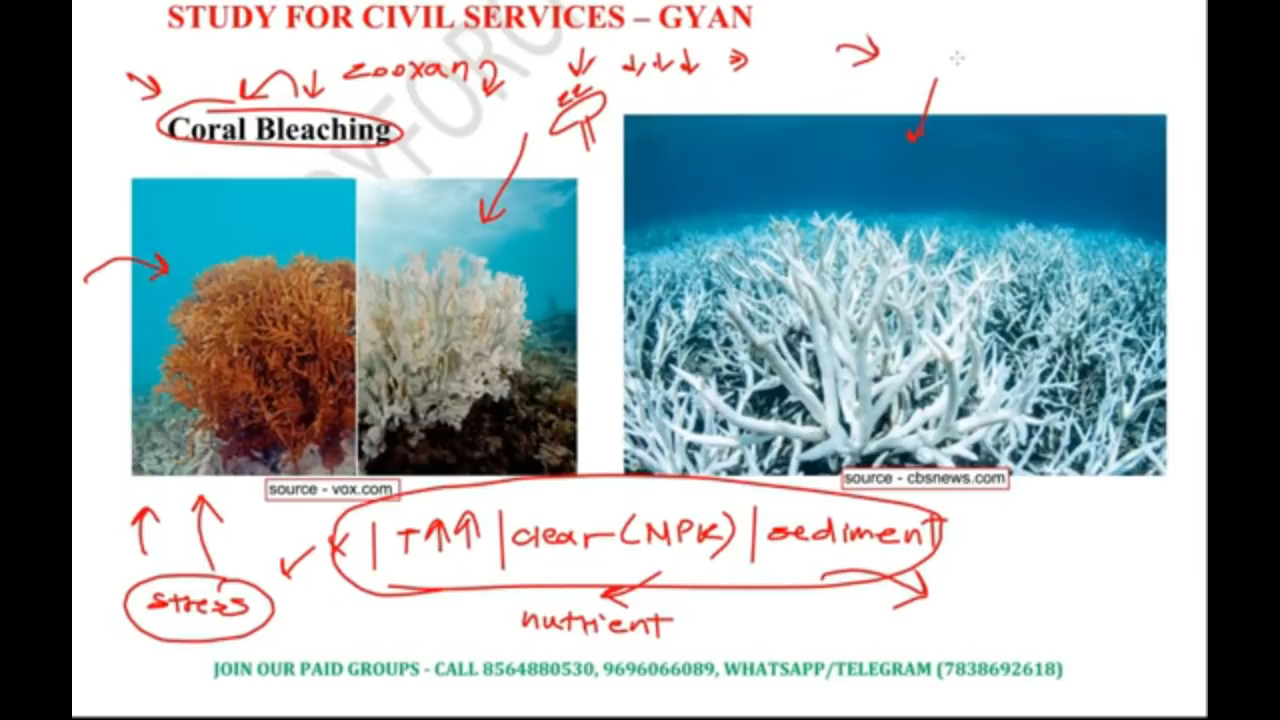 STUDY FOR CIVIL SERVICES – GYAN
zooxan
Coral Bleaching
source - vox.com
source - cbsnews.com
T↑↑ | clear (NPK) | sediment
stress
nutrient
JOIN OUR PAID GROUPS - CALL 8564880530, 9696066089, WHATSAPP/TELEGRAM (7838692618)